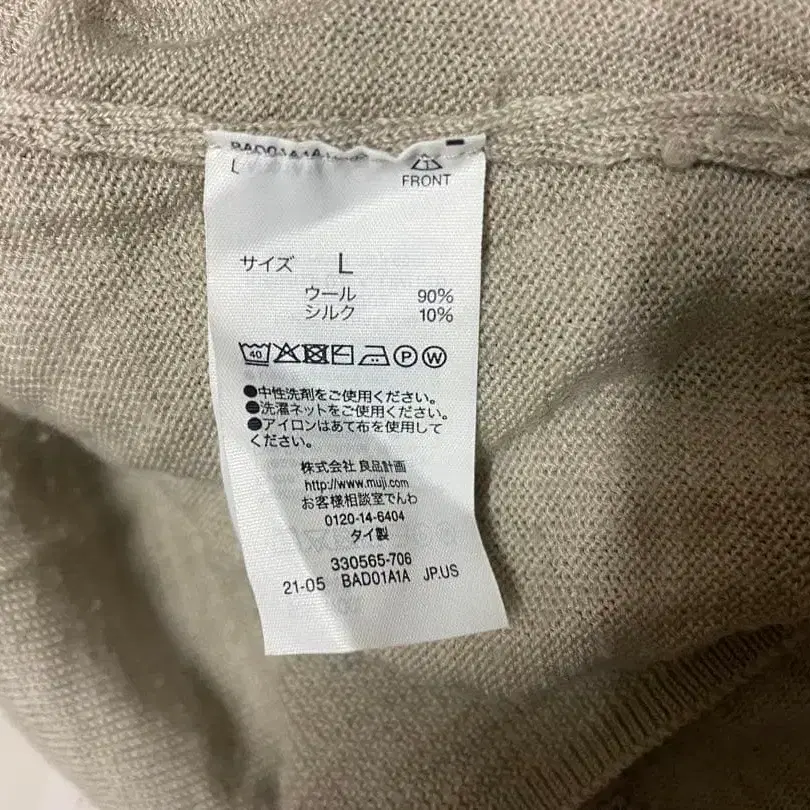 BAD01A1A
L
FRONT
サイズ L
ウール 90%
シルク 10%
40 P W
●中性洗剤をご使用ください。
●洗濯ネットをご使用ください。
●アイロンはあて布を使用して
ください。
株式会社 良品計画
http://www.muji.com
お客様相談室でんわ
0120-14-6404
タイ製
330565-706
21-05 BAD01A1A JP.US